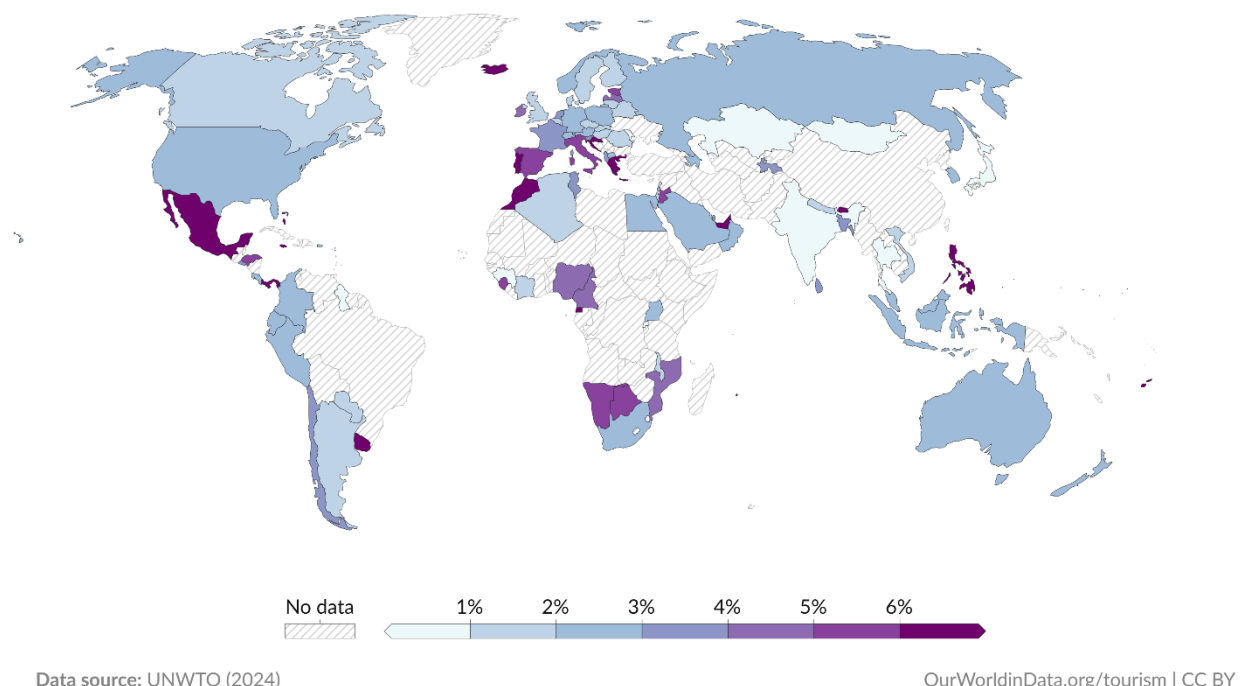 No data 1% 2% 3% 4% 5% 6%
Data source: UNWTO (2024) OurWorldinData.org/tourism | CC BY